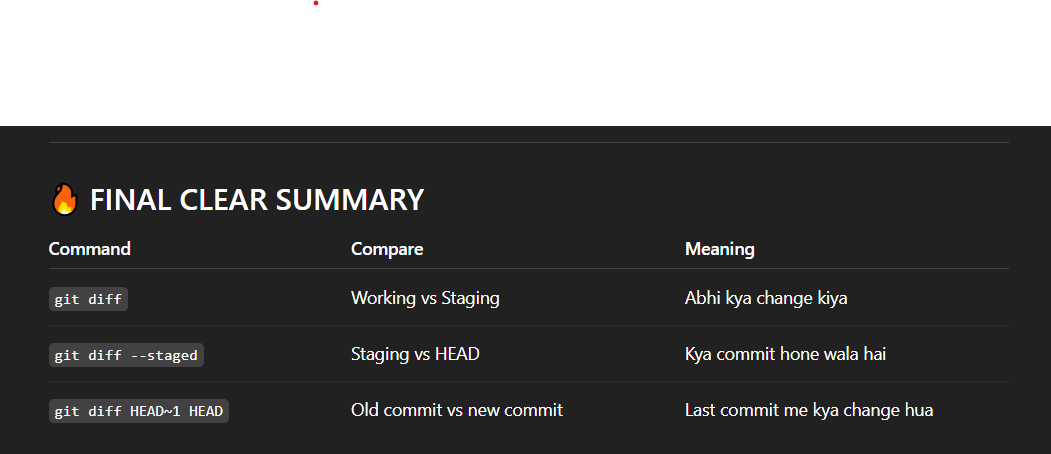 🔥 FINAL CLEAR SUMMARY
Command Compare Meaning
git diff Working vs Staging Abhi kya change kiya
git diff --staged Staging vs HEAD Kya commit hone wala hai
git diff HEAD~1 HEAD Old commit vs new commit Last commit me kya change hua